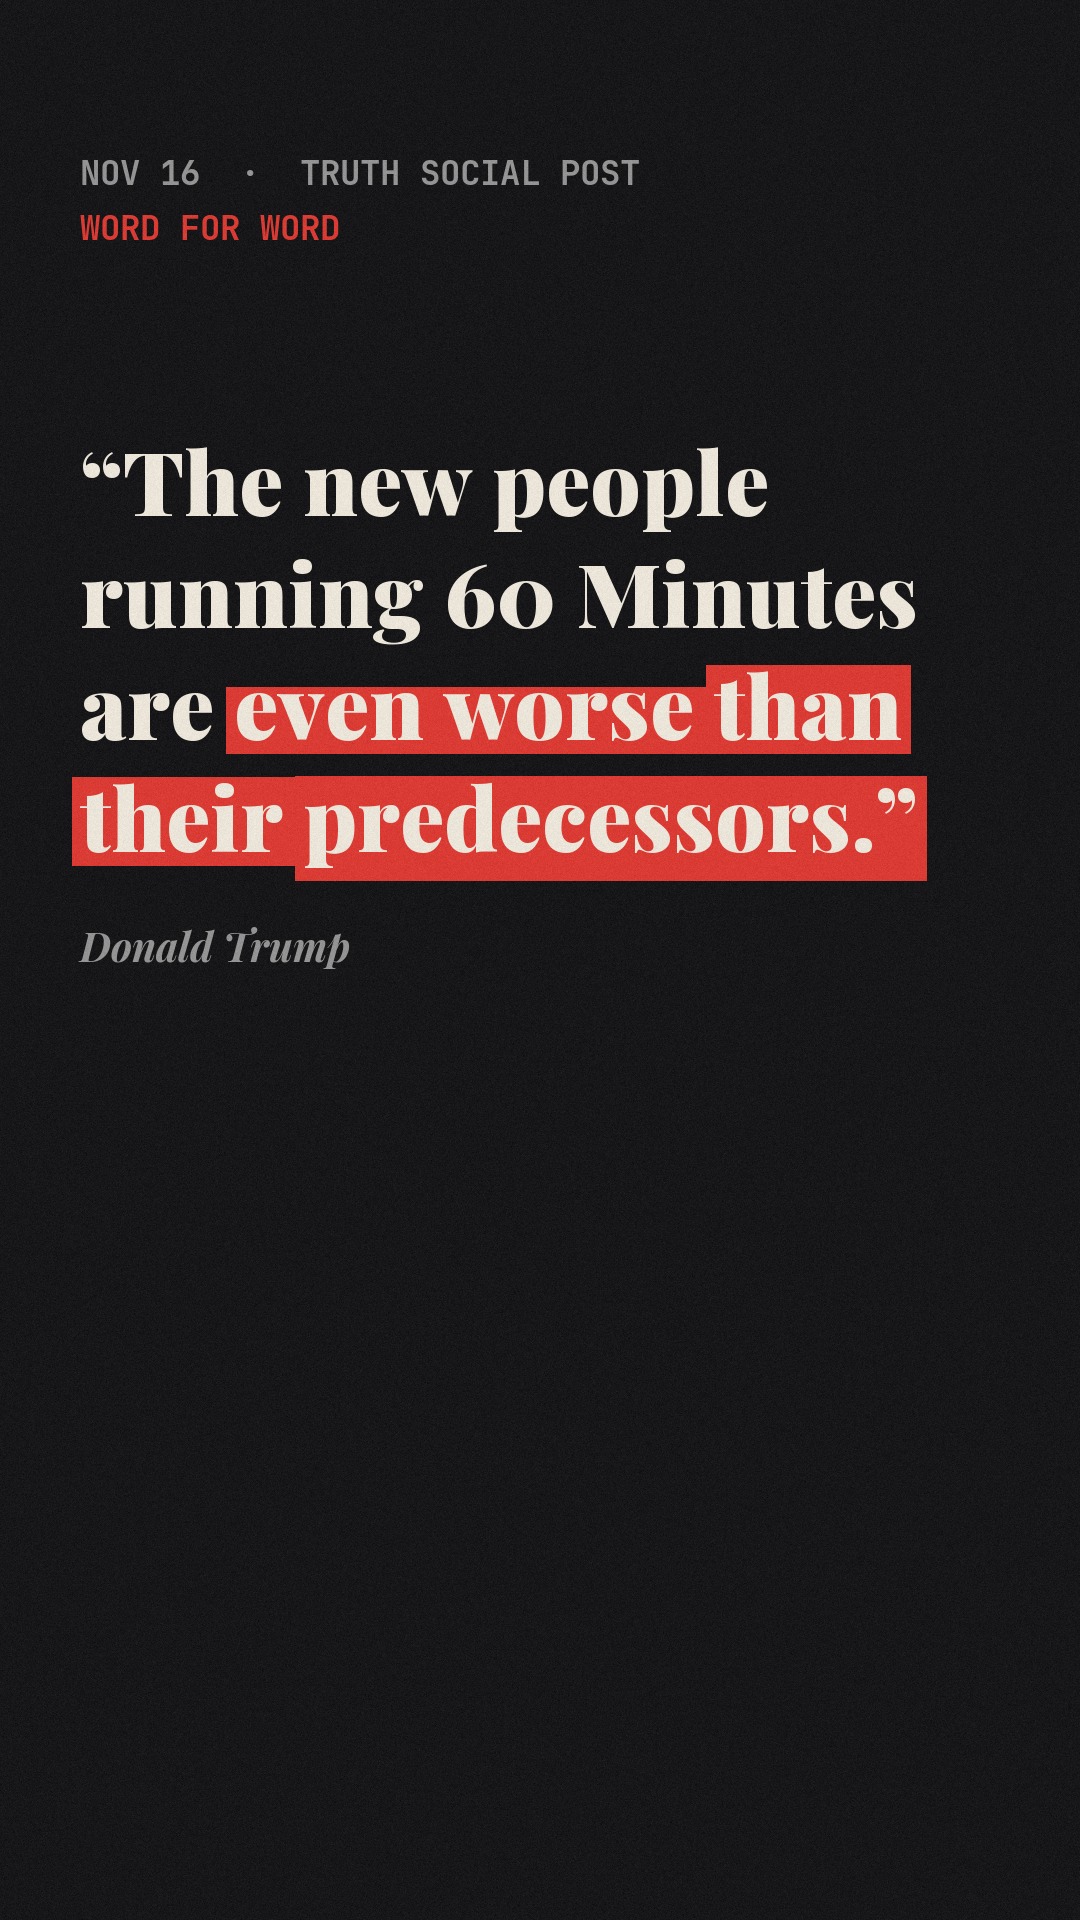 NOV 16 · TRUTH SOCIAL POST
WORD FOR WORD
“The new people
running 60 Minutes
are even worse than
their predecessors.”
Donald Trump